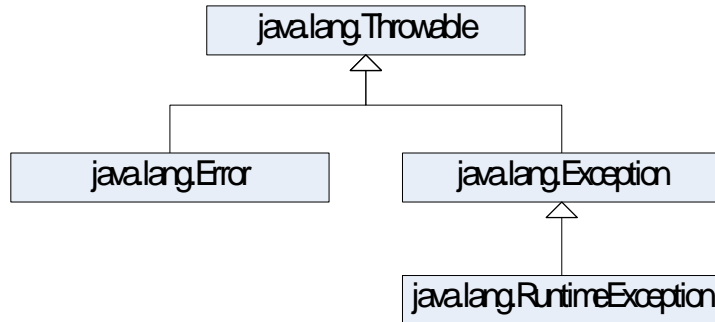 java.lang.Throwable
java.lang.Error
java.lang.Exception
java.lang.RuntimeException